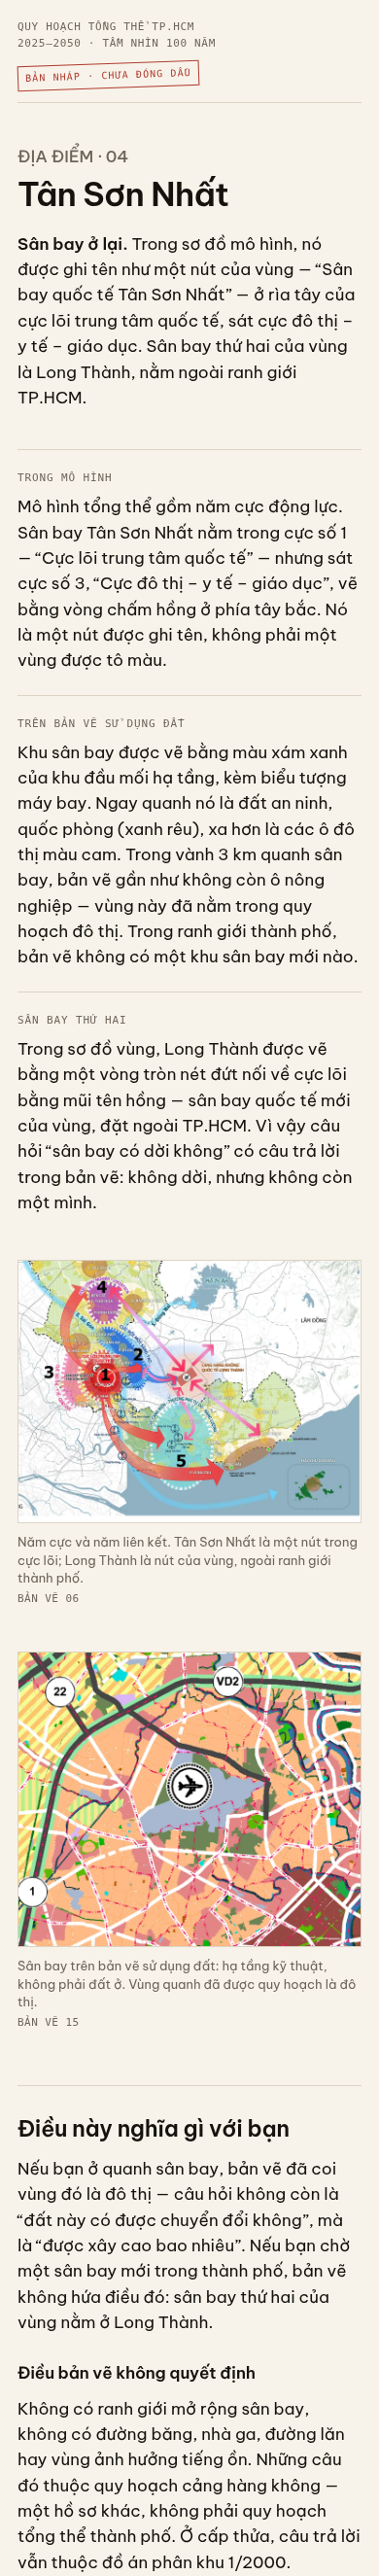 QUY HOẠCH TỔNG THỂ TP.HCM
2025—2050 · TẦM NHÌN 100 NĂM
BẢN NHÁP · CHƯA ĐÓNG DẤU
ĐỊA ĐIỂM · 04
Tân Sơn Nhất
Sân bay ở lại. Trong sơ đồ mô hình, nó
được ghi tên như một nút của vùng — “Sân
bay quốc tế Tân Sơn Nhất” — ở rìa tây của
cực lõi trung tâm quốc tế, sát cực đô thị –
y tế – giáo dục. Sân bay thứ hai của vùng
là Long Thành, nằm ngoài ranh giới
TP.HCM.
TRONG MÔ HÌNH
Mô hình tổng thể gồm năm cực động lực.
Sân bay Tân Sơn Nhất nằm trong cực số 1
— “Cực lõi trung tâm quốc tế” — nhưng sát
cực số 3, “Cực đô thị – y tế – giáo dục”, vẽ
bằng vòng chấm hồng ở phía tây bắc. Nó
là một nút được ghi tên, không phải một
vùng được tô màu.
TRÊN BẢN VẼ SỬ DỤNG ĐẤT
Khu sân bay được vẽ bằng màu xám xanh
của khu đầu mối hạ tầng, kèm biểu tượng
máy bay. Ngay quanh nó là đất an ninh,
quốc phòng (xanh rêu), xa hơn là các ô đô
thị màu cam. Trong vành 3 km quanh sân
bay, bản vẽ gần như không còn ô nông
nghiệp — vùng này đã nằm trong quy
hoạch đô thị. Trong ranh giới thành phố,
bản vẽ không có một khu sân bay mới nào.
SÂN BAY THỨ HAI
Trong sơ đồ vùng, Long Thành được vẽ
bằng một vòng tròn nét đứt nối về cực lõi
bằng mũi tên hồng — sân bay quốc tế mới
của vùng, đặt ngoài TP.HCM. Vì vậy câu
hỏi “sân bay có dời không” có câu trả lời
trong bản vẽ: không dời, nhưng không còn
một mình.
4
LÂM ĐỒNG
2
3
1
5
Năm cực và năm liên kết. Tân Sơn Nhất là một nút trong
cực lõi; Long Thành là nút của vùng, ngoài ranh giới
thành phố.
BẢN VẼ 06
22
VD2
1
Sân bay trên bản vẽ sử dụng đất: hạ tầng kỹ thuật,
không phải đất ở. Vùng quanh đã được quy hoạch là đô
thị.
BẢN VẼ 15
Điều này nghĩa gì với bạn
Nếu bạn ở quanh sân bay, bản vẽ đã coi
vùng đó là đô thị — câu hỏi không còn là
“đất này có được chuyển đổi không”, mà
là “được xây cao bao nhiêu”. Nếu bạn chờ
một sân bay mới trong thành phố, bản vẽ
không hứa điều đó: sân bay thứ hai của
vùng nằm ở Long Thành.
Điều bản vẽ không quyết định
Không có ranh giới mở rộng sân bay,
không có đường băng, nhà ga, đường lăn
hay vùng ảnh hưởng tiếng ồn. Những câu
đó thuộc quy hoạch cảng hàng không —
một hồ sơ khác, không phải quy hoạch
tổng thể thành phố. Ở cấp thửa, câu trả lời
vẫn thuộc đồ án phân khu 1/2000.